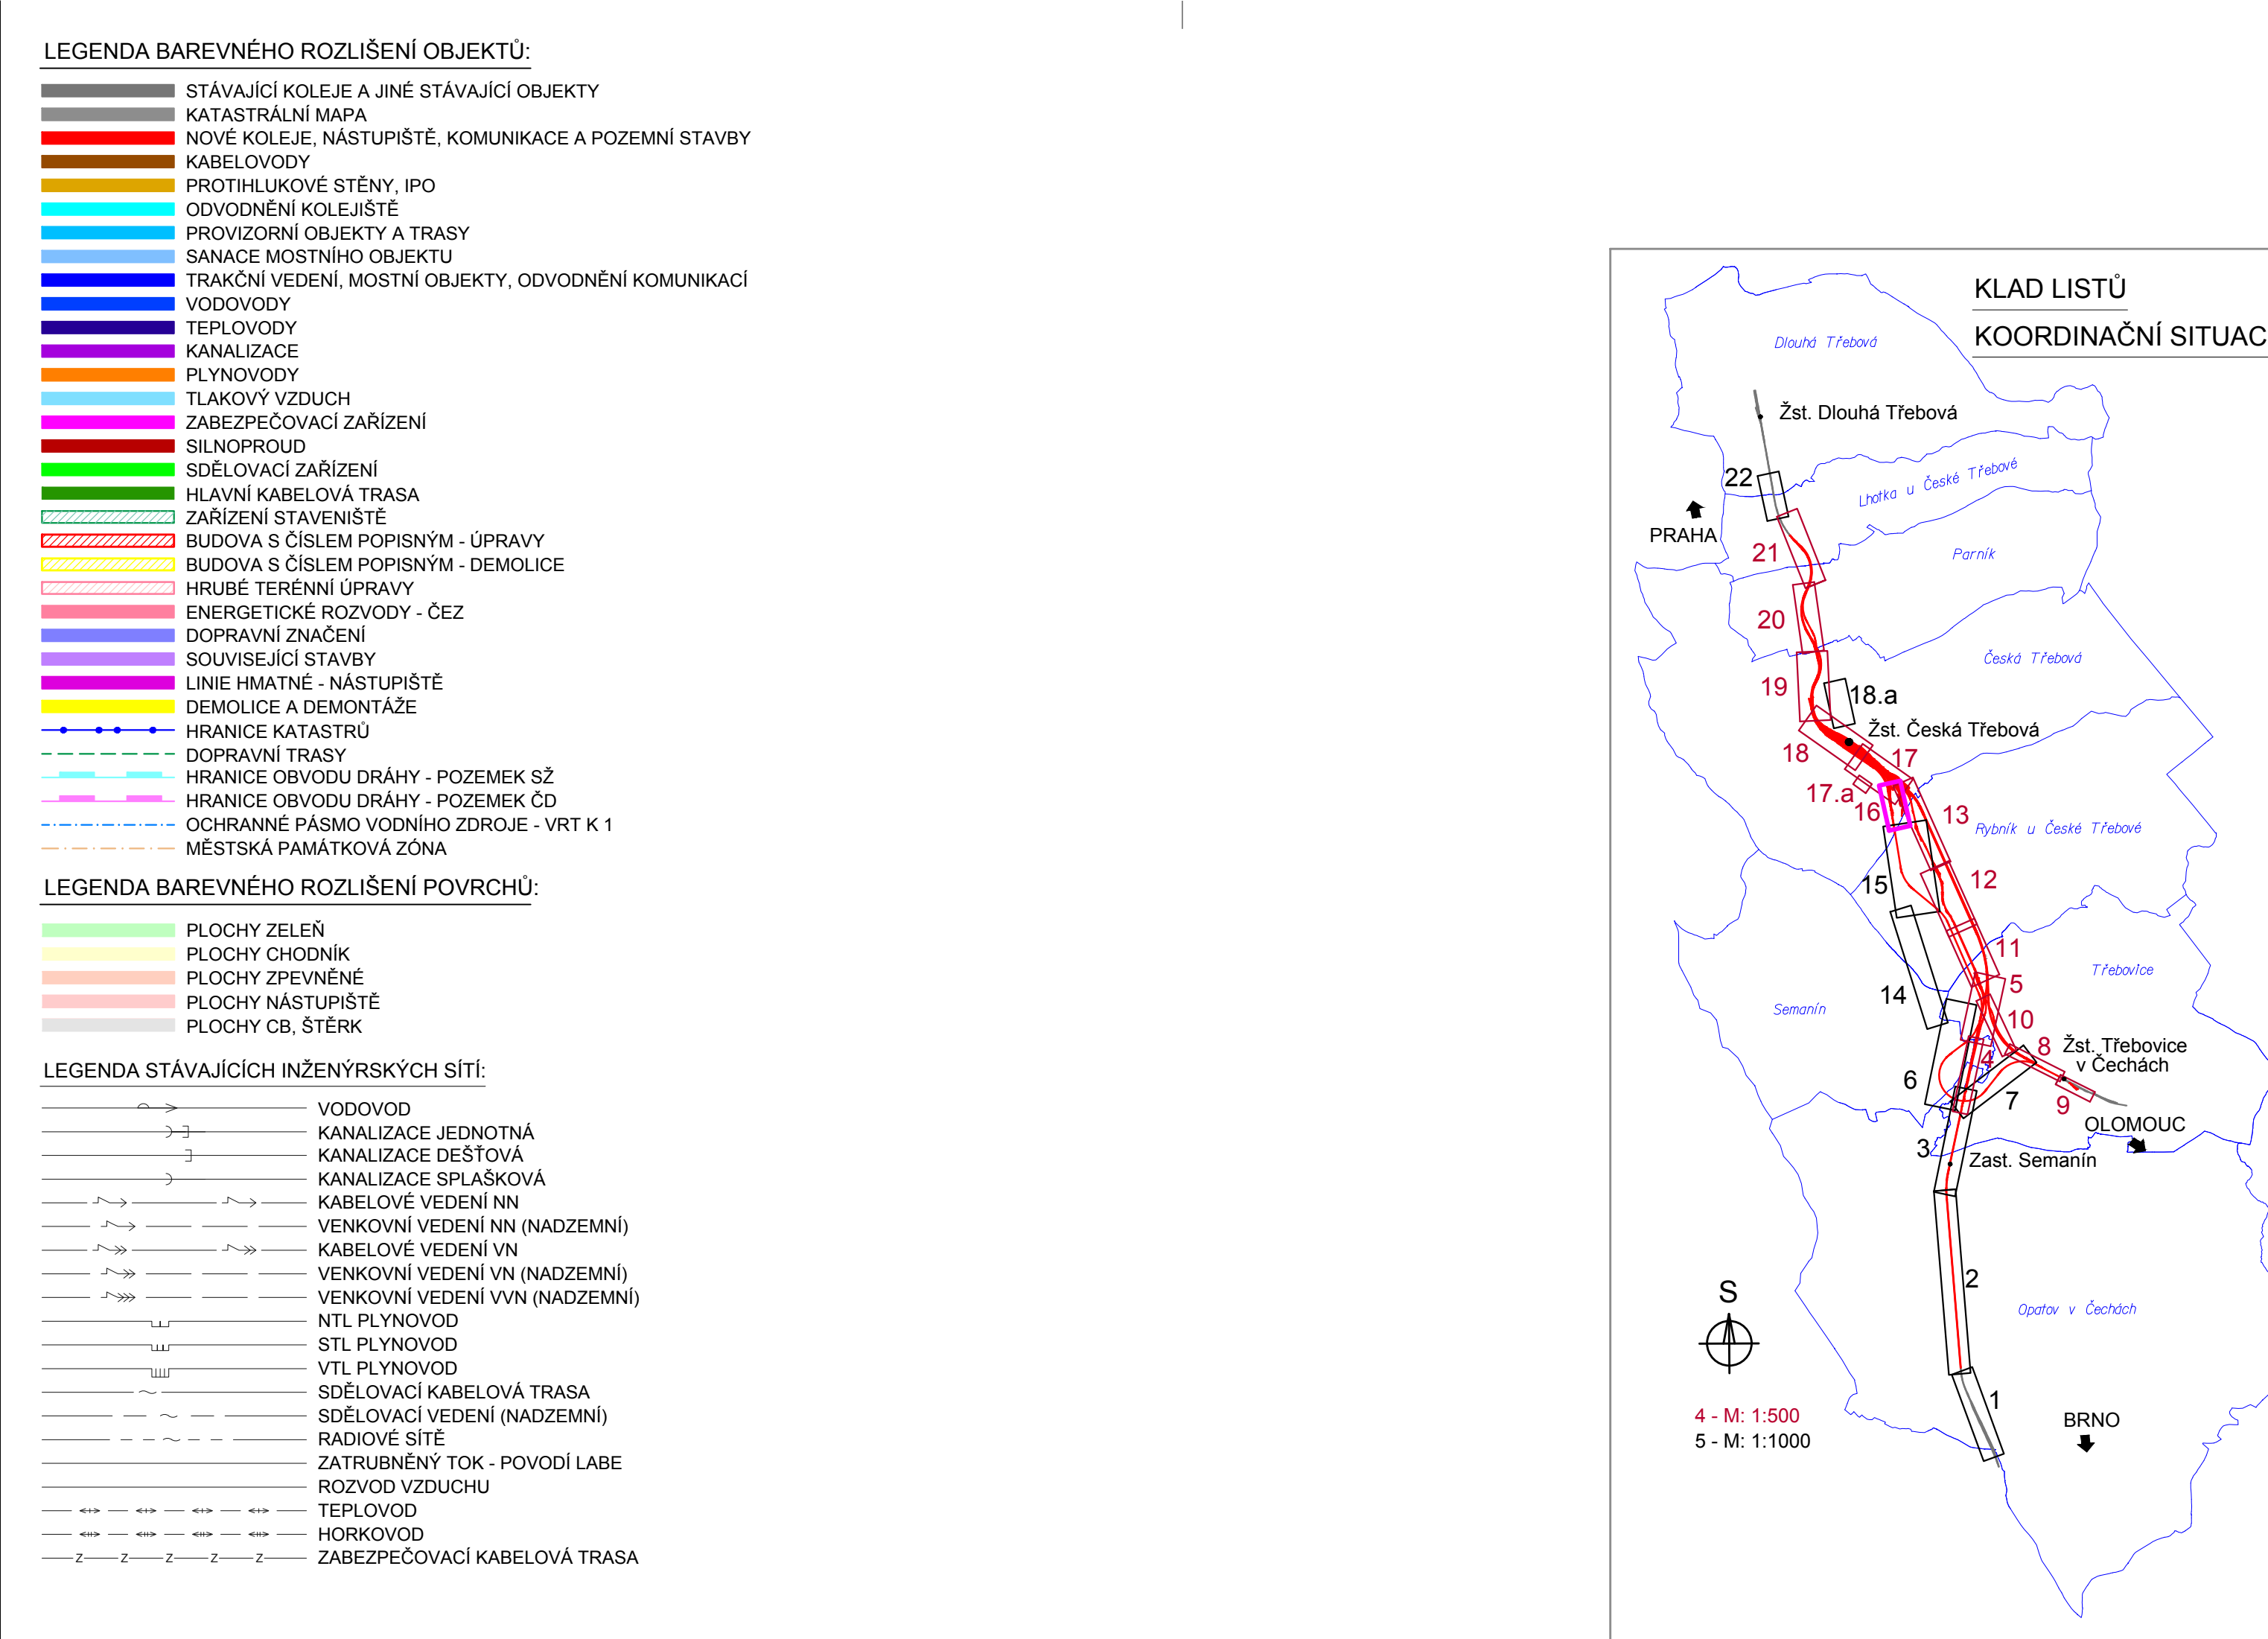 LEGENDA BAREVNÉHO ROZLIŠENÍ OBJEKTŮ:
STÁVAJÍCÍ KOLEJE A JINÉ STÁVAJÍCÍ OBJEKTY
KATASTRÁLNÍ MAPA
NOVÉ KOLEJE, NÁSTUPIŠTĚ, KOMUNIKACE A POZEMNÍ STAVBY
KABELOVODY
PROTIHLUKOVÉ STĚNY, IPO
ODVODNĚNÍ KOLEJIŠTĚ
PROVIZORNÍ OBJEKTY A TRASY
SANACE MOSTNÍHO OBJEKTU
TRAKČNÍ VEDENÍ, MOSTNÍ OBJEKTY, ODVODNĚNÍ KOMUNIKACÍ
VODOVODY
TEPLOVODY
KANALIZACE
PLYNOVODY
TLAKOVÝ VZDUCH
ZABEZPEČOVACÍ ZAŘÍZENÍ
SILNOPROUD
SDĚLOVACÍ ZAŘÍZENÍ
HLAVNÍ KABELOVÁ TRASA
ZAŘÍZENÍ STAVENIŠTĚ
BUDOVA S ČÍSLEM POPISNÝM - ÚPRAVY
BUDOVA S ČÍSLEM POPISNÝM - DEMOLICE
HRUBÉ TERÉNNÍ ÚPRAVY
ENERGETICKÉ ROZVODY - ČEZ
DOPRAVNÍ ZNAČENÍ
SOUVISEJÍCÍ STAVBY
LINIE HMATNÉ - NÁSTUPIŠTĚ
DEMOLICE A DEMONTÁŽE
HRANICE KATASTRŮ
DOPRAVNÍ TRASY
HRANICE OBVODU DRÁHY - POZEMEK SŽ
HRANICE OBVODU DRÁHY - POZEMEK ČD
OCHRANNÉ PÁSMO VODNÍHO ZDROJE - VRT K 1
MĚSTSKÁ PAMÁTKOVÁ ZÓNA
LEGENDA BAREVNÉHO ROZLIŠENÍ POVRCHŮ:
PLOCHY ZELEŇ
PLOCHY CHODNÍK
PLOCHY ZPEVNĚNÉ
PLOCHY NÁSTUPIŠTĚ
PLOCHY CB, ŠTĚRK
LEGENDA STÁVAJÍCÍCH INŽENÝRSKÝCH SÍTÍ:
VODOVOD
KANALIZACE JEDNOTNÁ
KANALIZACE DEŠŤOVÁ
KANALIZACE SPLAŠKOVÁ
KABELOVÉ VEDENÍ NN
VENKOVNÍ VEDENÍ NN (NADZEMNÍ)
KABELOVÉ VEDENÍ VN
VENKOVNÍ VEDENÍ VN (NADZEMNÍ)
VENKOVNÍ VEDENÍ VVN (NADZEMNÍ)
NTL PLYNOVOD
STL PLYNOVOD
VTL PLYNOVOD
SDĚLOVACÍ KABELOVÁ TRASA
SDĚLOVACÍ VEDENÍ (NADZEMNÍ)
RADIOVÉ SÍTĚ
ZATRUBNĚNÝ TOK - POVODÍ LABE
ROZVOD VZDUCHU
TEPLOVOD
HORKOVOD
Z Z Z Z Z ZABEZPEČOVACÍ KABELOVÁ TRASA
KLAD LISTŮ
KOORDINAČNÍ SITUAC
Dlouhá Třebová
Žst. Dlouhá Třebová
22
Lhotka u České Třebové
PRAHA
21
Parník
20
Česká Třebová
19
18.a
Žst. Česká Třebová
18
17
17.a
16
13
Rybník u České Třebové
15
12
11
Třebovice
5
14
Semanín
10
8
Žst. Třebovice
v Čechách
4
6
7
9
OLOMOUC
3
Zast. Semanín
2
S
Opatov v Čechách
1
4 - M: 1:500
BRNO
5 - M: 1:1000